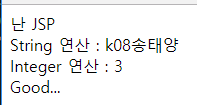 난 JSP
String 연산 : k08송태양
Integer 연산 : 3
Good...